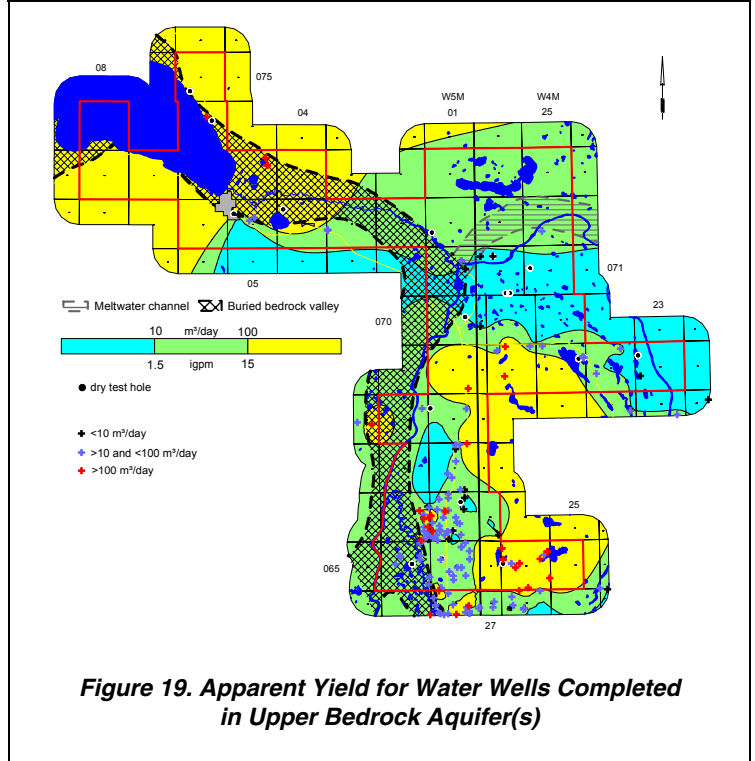 08
075
04
W5M
W4M
01
25
05
071
Meltwater channel
Buried bedrock valley
23
070
10 m³/day 100
1.5 igpm 15
dry test hole
<10 m³/day
>10 and <100 m³/day
>100 m³/day
25
065
27
Figure 19. Apparent Yield for Water Wells Completed
in Upper Bedrock Aquifer(s)